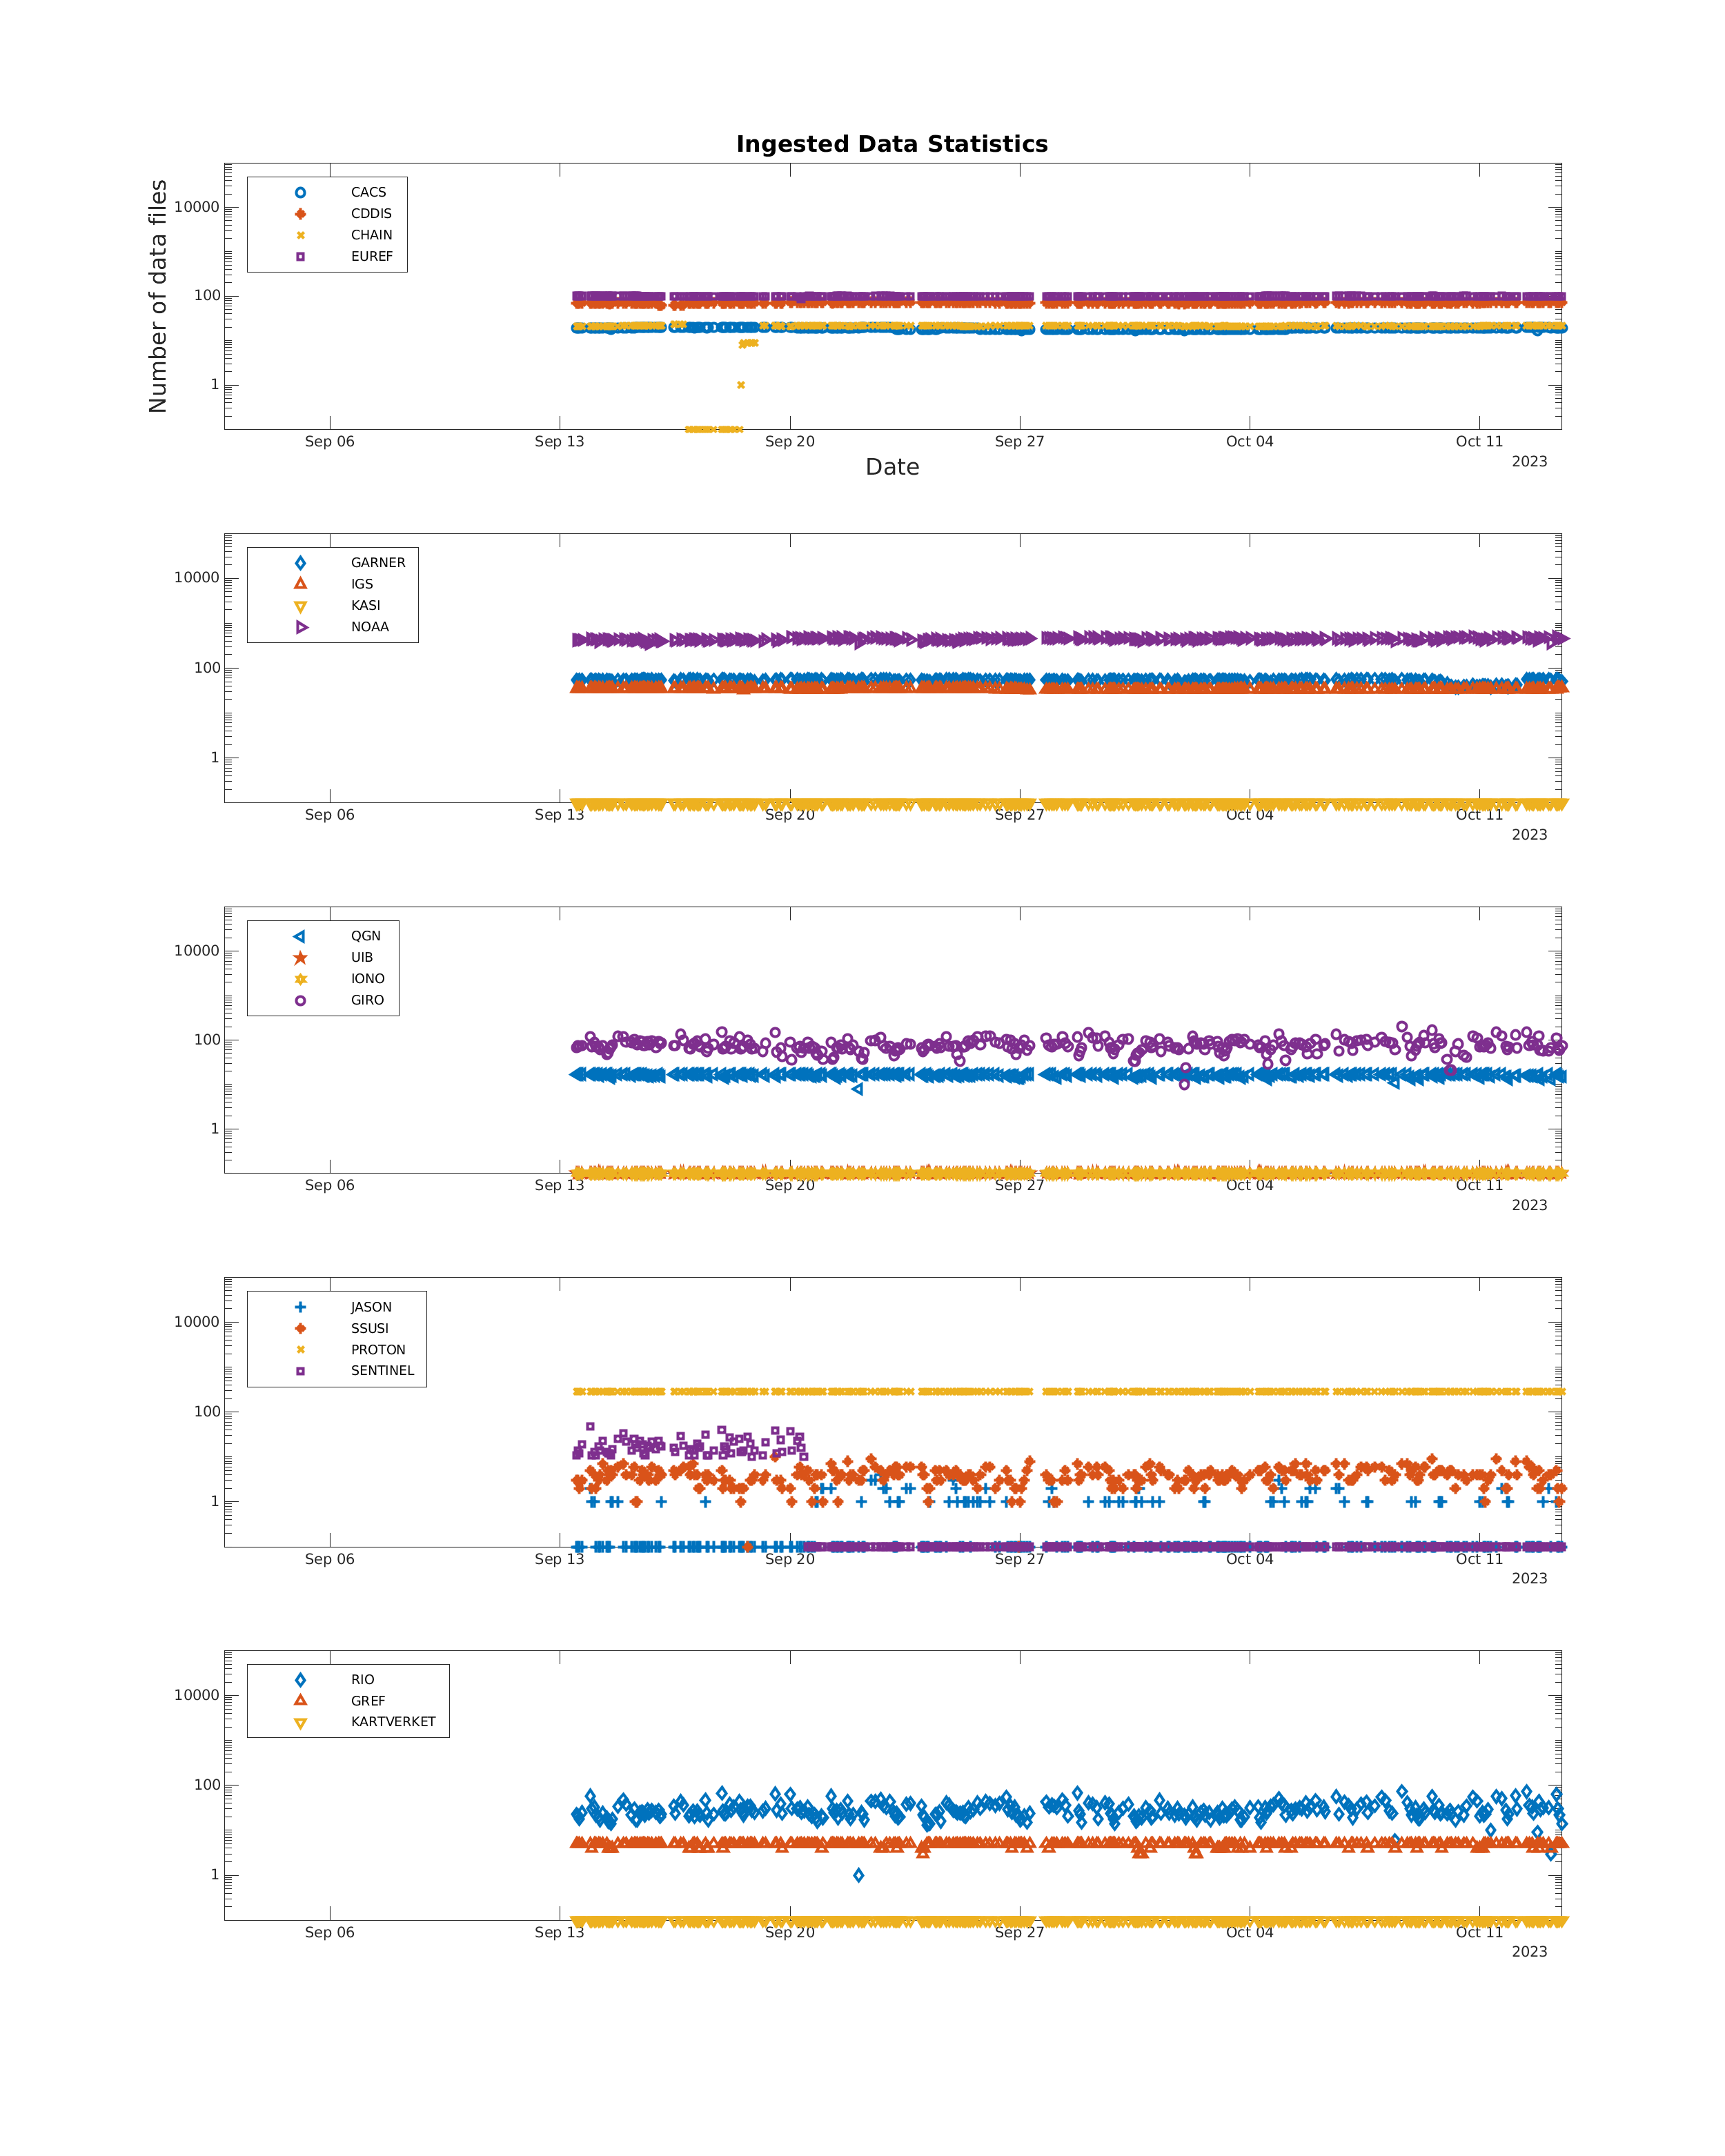 Ingested Data Statistics
Number of data files
CACS
CDDIS
CHAIN
EUREF
10000
100
1
Sep 06 Sep 13 Sep 20 Sep 27 Oct 04 Oct 11
2023
Date
GARNER
IGS
KASI
NOAA
10000
100
1
Sep 06 Sep 13 Sep 20 Sep 27 Oct 04 Oct 11
2023
QGN
UIB
IONO
GIRO
10000
100
1
Sep 06 Sep 13 Sep 20 Sep 27 Oct 04 Oct 11
2023
JASON
SSUSI
PROTON
SENTINEL
10000
100
1
Sep 06 Sep 13 Sep 20 Sep 27 Oct 04 Oct 11
2023
RIO
GREF
KARTVERKET
10000
100
1
Sep 06 Sep 13 Sep 20 Sep 27 Oct 04 Oct 11
2023